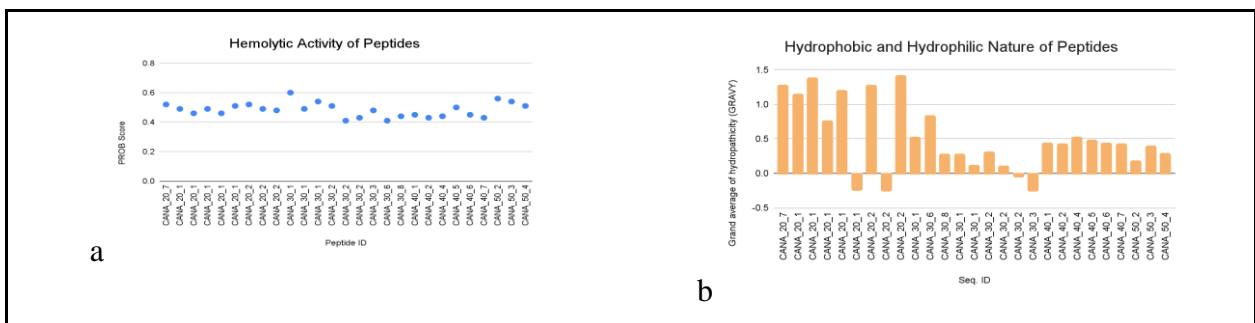 Hemolytic Activity of Peptides
0.8
0.6
0.4
0.2
0.0
PROB Score
CANA_20_7
CANA_20_1
CANA_20_1
CANA_20_1
CANA_20_1
CANA_20_1
CANA_20_2
CANA_20_2
CANA_20_2
CANA_30_1
CANA_30_1
CANA_30_1
CANA_30_1
CANA_30_2
CANA_30_2
CANA_30_3
CANA_30_6
CANA_30_8
CANA_40_1
CANA_40_2
CANA_40_4
CANA_40_5
CANA_40_6
CANA_40_7
CANA_50_2
CANA_50_3
CANA_50_4
Peptide ID
a
Hydrophobic and Hydrophilic Nature of Peptides
1.5
1.0
0.5
0.0
-0.5
Grand average of hydropathicity (GRAVY)
CANA_20_7
CANA_20_1
CANA_20_1
CANA_20_1
CANA_20_1
CANA_20_1
CANA_20_2
CANA_20_2
CANA_20_2
CANA_30_1
CANA_30_6
CANA_30_8
CANA_30_1
CANA_30_1
CANA_30_2
CANA_30_2
CANA_30_2
CANA_30_3
CANA_40_1
CANA_40_2
CANA_40_4
CANA_40_5
CANA_40_6
CANA_40_7
CANA_50_2
CANA_50_3
CANA_50_4
Seq. ID
b